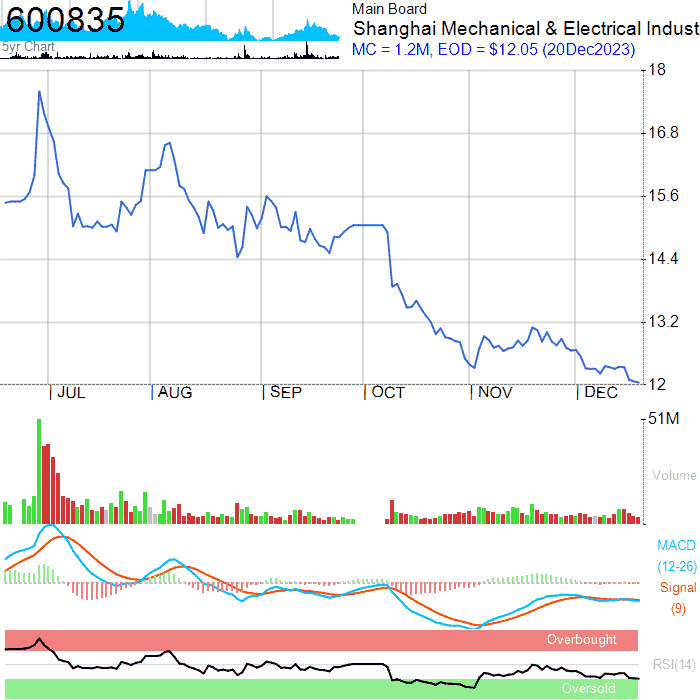 600835
5yr Chart
Main Board
Shanghai Mechanical & Electrical Indust
MC = 1.2M, EOD = $12.05 (20Dec2023)
18
16.8
15.6
14.4
13.2
12
JUL AUG SEP OCT NOV DEC
51M
Volume
MACD
(12-26)
Signal
(9)
Overbought
RSI(14)
Oversold